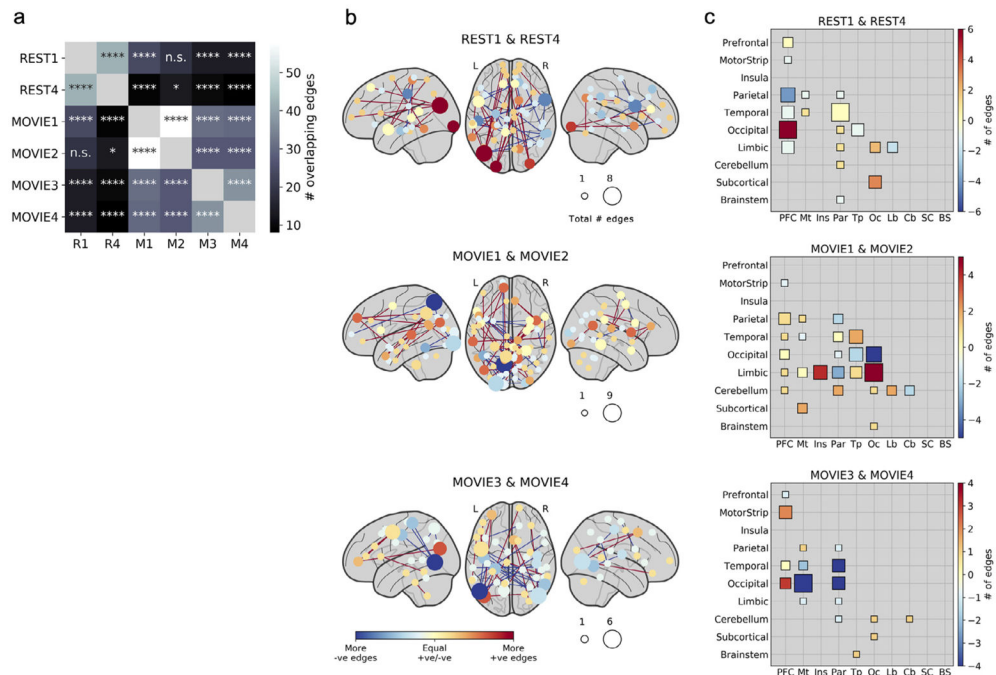 a
REST1 **** **** n.s. **** ****
REST4 **** **** * **** ****
MOVIE1 **** **** **** **** ****
MOVIE2 n.s. * **** **** ****
MOVIE3 **** **** **** **** ****
MOVIE4 **** **** **** **** ****
R1 R4 M1 M2 M3 M4
50
40
30
20
10
# overlapping edges
b
REST1 & REST4
L R
1 8
Total # edges
MOVIE1 & MOVIE2
L R
1 9
MOVIE3 & MOVIE4
L R
1 6
More Equal More
-ve edges +ve/-ve +ve edges
c
REST1 & REST4
Prefrontal
MotorStrip
Insula
Parietal
Temporal
Occipital
Limbic
Cerebellum
Subcortical
Brainstem
PFC Mt Ins Par Tp Oc Lb Cb SC BS
6
4
2
0
−2
−4
−6
# of edges
MOVIE1 & MOVIE2
Prefrontal
MotorStrip
Insula
Parietal
Temporal
Occipital
Limbic
Cerebellum
Subcortical
Brainstem
PFC Mt Ins Par Tp Oc Lb Cb SC BS
4
2
0
−2
−4
# of edges
MOVIE3 & MOVIE4
Prefrontal
MotorStrip
Insula
Parietal
Temporal
Occipital
Limbic
Cerebellum
Subcortical
Brainstem
PFC Mt Ins Par Tp Oc Lb Cb SC BS
4
3
2
1
0
−1
−2
−3
−4
# of edges